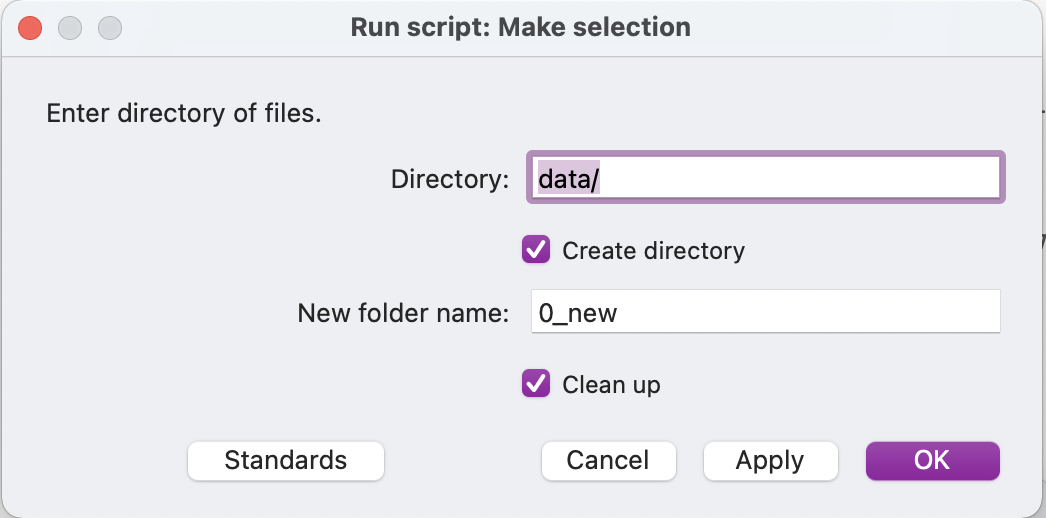 Run script: Make selection
Enter directory of files.
Directory: data/
Create directory
New folder name: 0_new
Clean up
Standards Cancel Apply OK